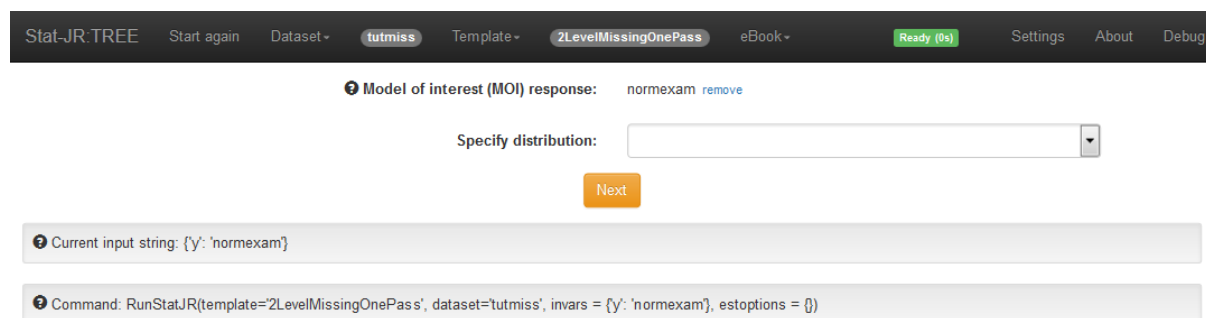 Stat-JR:TREE Start again Dataset tutmiss Template 2LevelMissingOnePass eBook Ready (0s) Settings About Debug
Model of interest (MOI) response: normexam remove
Specify distribution:
Next
Current input string: {'y': 'normexam'}
Command: RunStatJR(template='2LevelMissingOnePass', dataset='tutmiss', invars = {'y': 'normexam'}, estoptions = {})